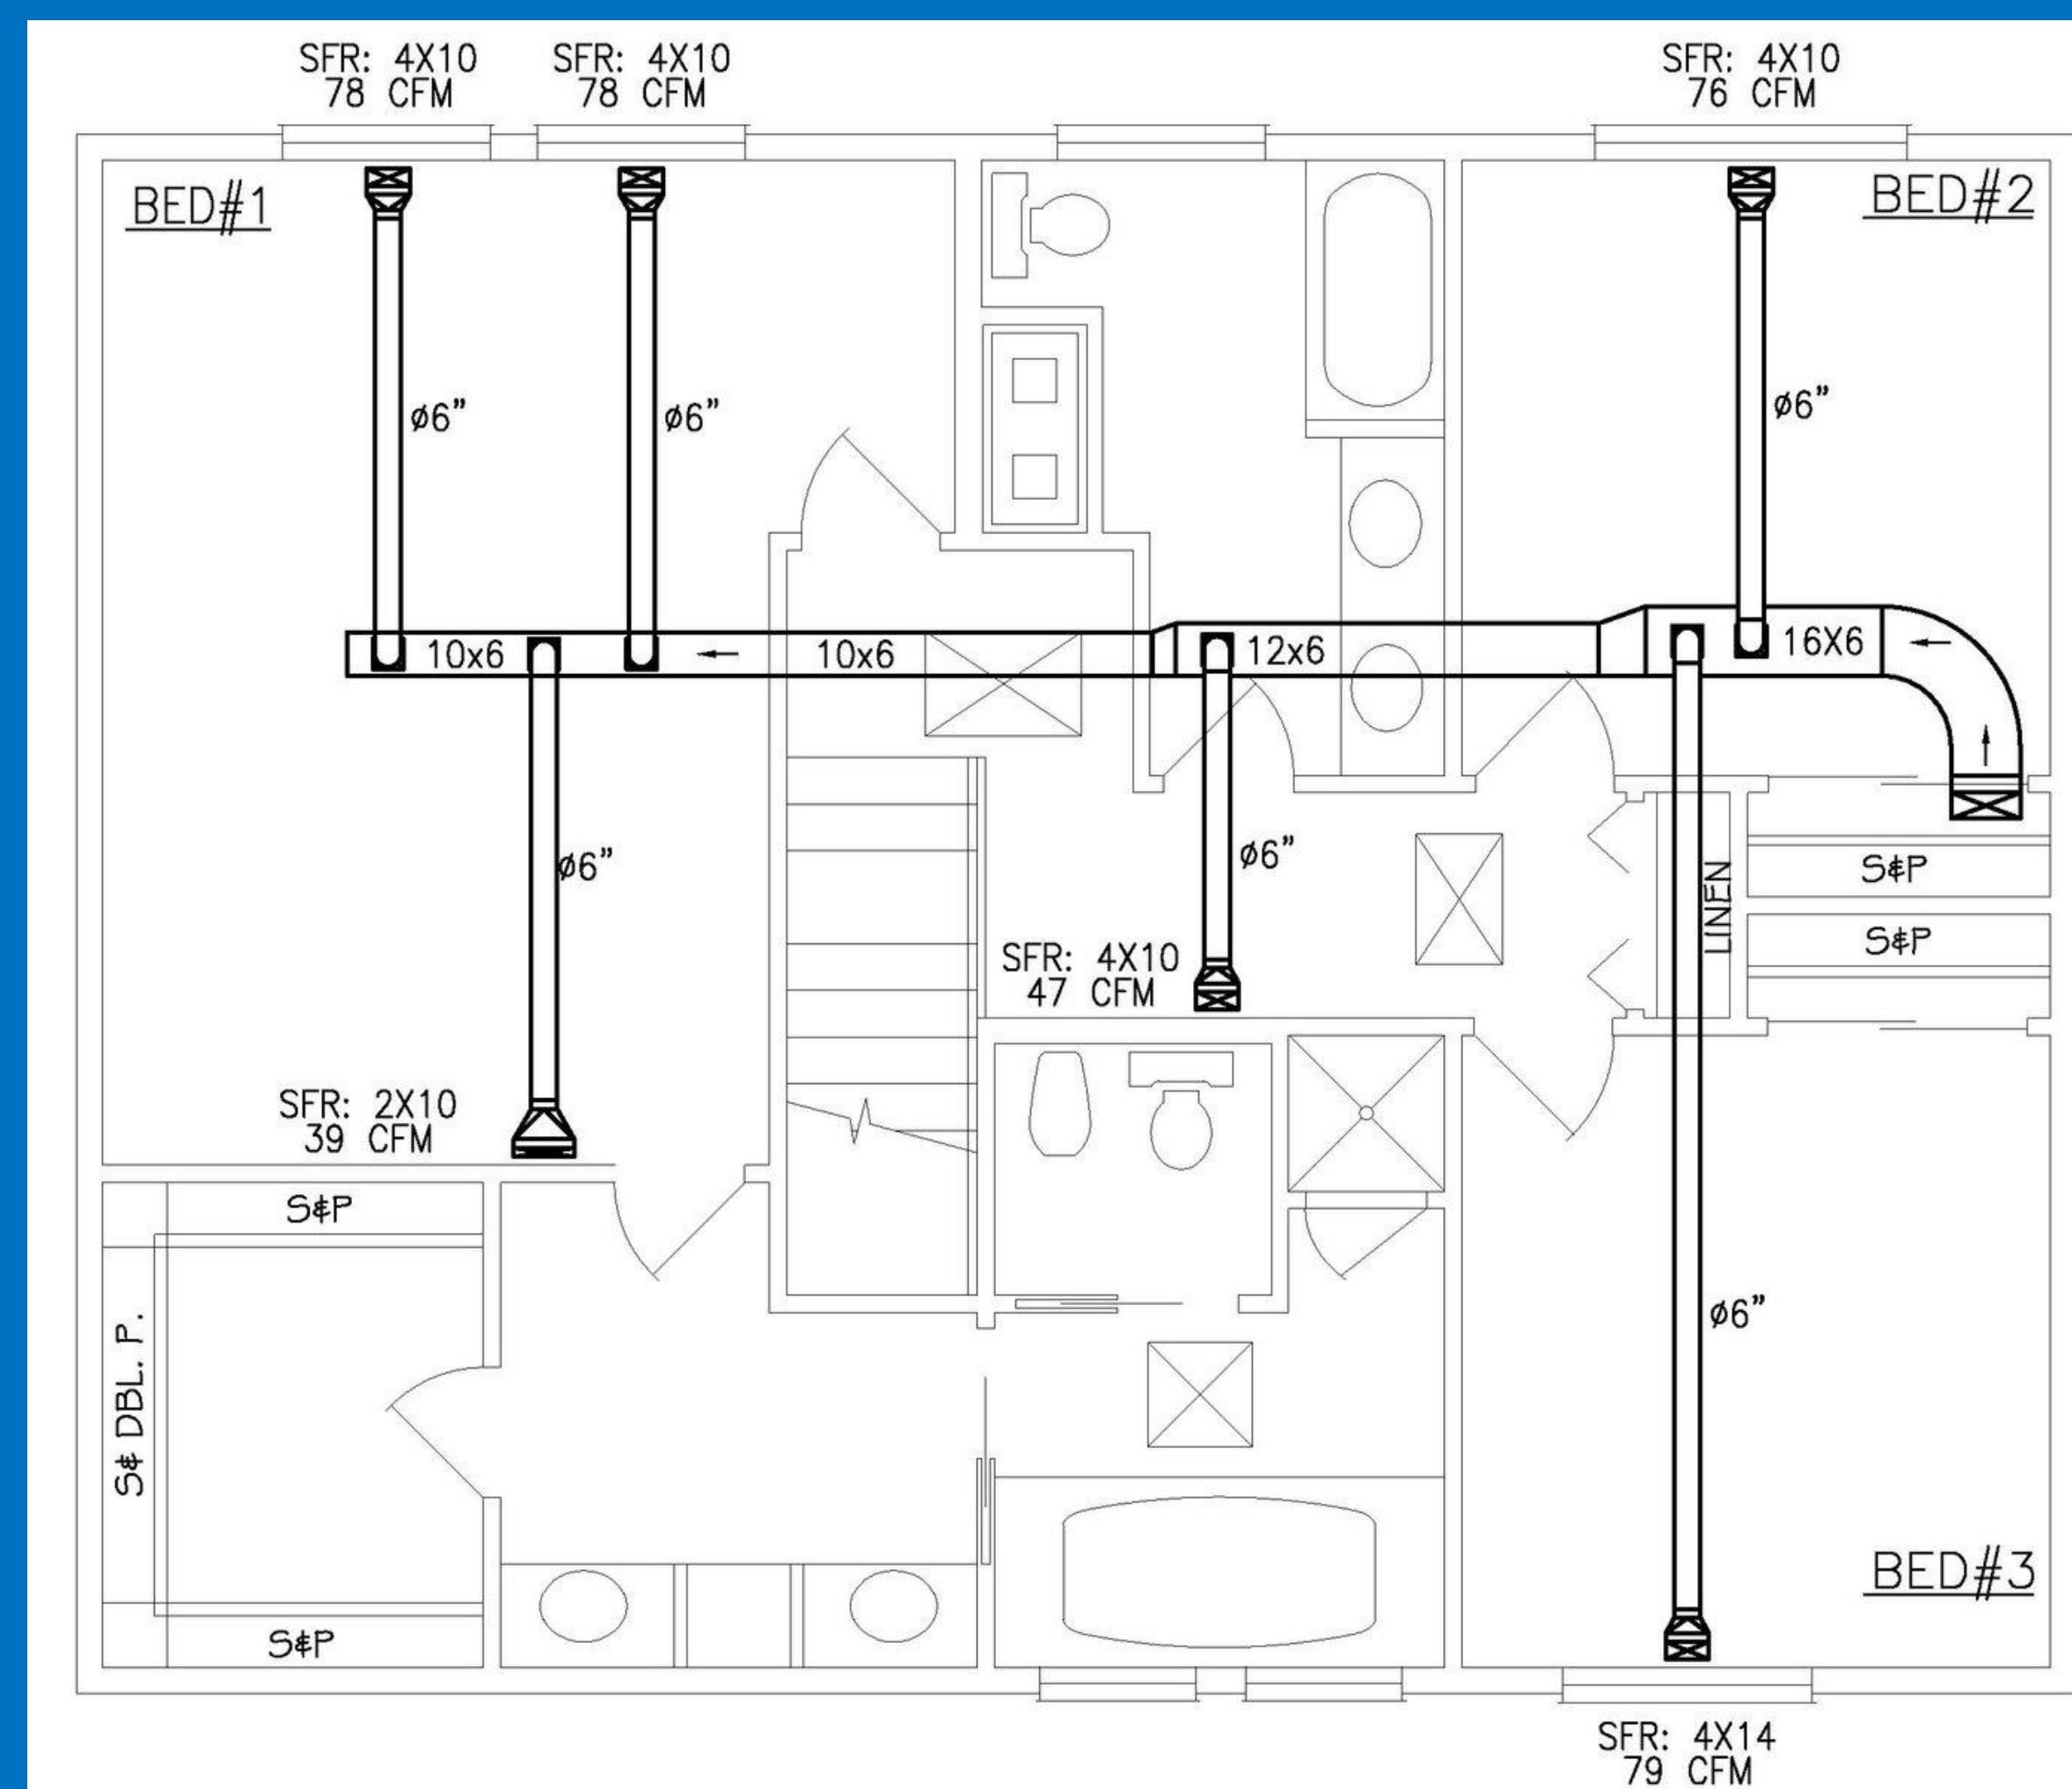 SFR: 4X10
78 CFM
SFR: 4X10
78 CFM
SFR: 4X10
76 CFM
BED#1
BED#2
ø6”
ø6”
ø6”
10x6
10x6
12x6
16X6
ø6”
ø6”
S&P
LINEN
S&P
SFR: 4X10
47 CFM
SFR: 2X10
39 CFM
S&P
S& DBL. P.
ø6”
BED#3
S&P
SFR: 4X14
79 CFM